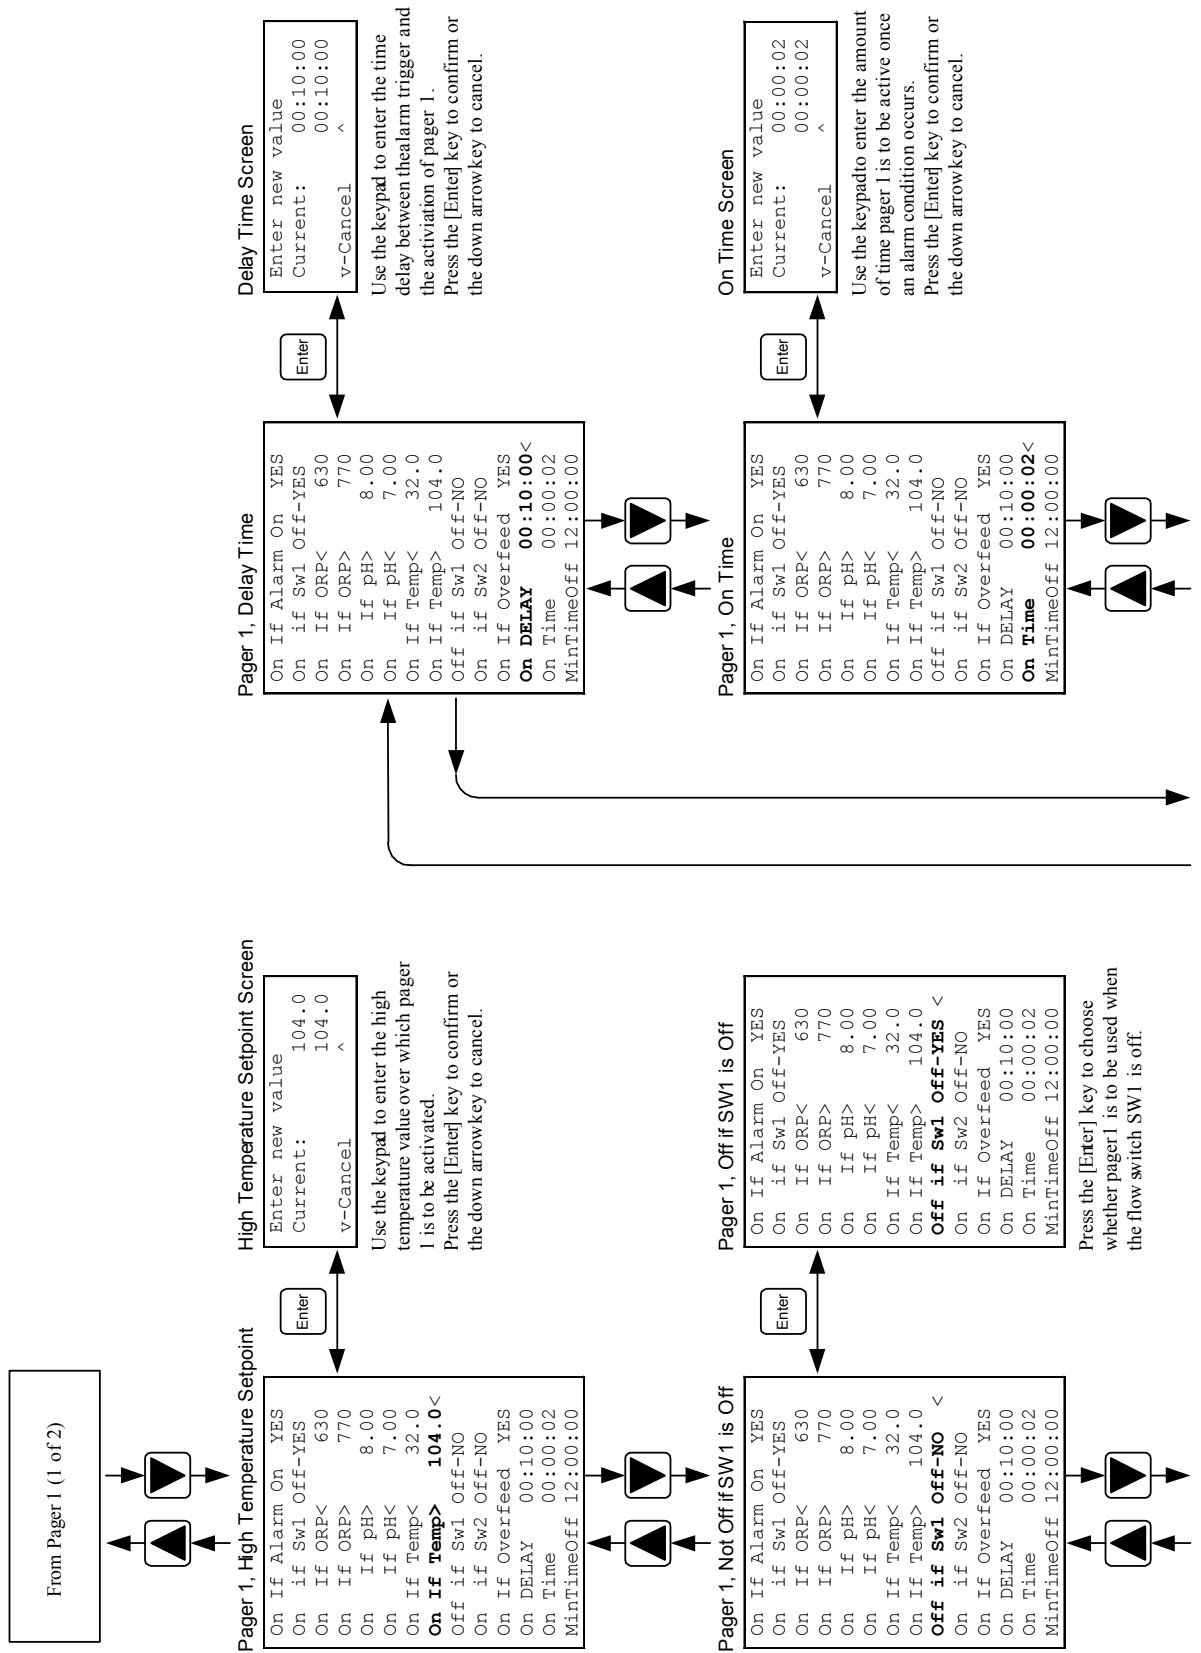 From Pager 1 (1 of 2)
Pager 1, High Temperature Setpoint
On If Alarm On  YES
On  if Sw1 Off-YES
On  If ORP<    630
On  If ORP>    770
On   If pH>   8.00
On   If pH<   7.00
On If Temp<   32.0
On If Temp>  104.0<
Off if Sw1 Off-NO
On  if Sw2 Off-NO
On If Overfeed  YES
On DELAY   00:10:00
On Time    00:00:02
MinTimeOff 12:00:00
Enter
High Temperature Setpoint Screen
Enter new value
Current:     104.0
104.0
v-Cancel     ^
Use the keypad to enter the high
temperature value over which pager
1 is to be activated.
Press the [Enter] key to confirm or
the down arrow key to cancel.
Pager 1, Not Off if SW1 is Off
On If Alarm On  YES
On  if Sw1 Off-YES
On  If ORP<    630
On  If ORP>    770
On   If pH>   8.00
On   If pH<   7.00
On If Temp<   32.0
On If Temp>  104.0
Off if Sw1 Off-NO  <
On  if Sw2 Off-NO
On If Overfeed  YES
On DELAY   00:10:00
On Time    00:00:02
MinTimeOff 12:00:00
Enter
Pager 1, Off if SW1 is Off
On If Alarm On  YES
On  if Sw1 Off-YES
On  If ORP<    630
On  If ORP>    770
On   If pH>   8.00
On   If pH<   7.00
On If Temp<   32.0
On If Temp>  104.0
Off if Sw1 Off-YES <
On  if Sw2 Off-NO
On If Overfeed  YES
On DELAY   00:10:00
On Time    00:00:02
MinTimeOff 12:00:00
Press the [Enter] key to choose
whether pager 1 is to be used when
the flow switch SW1 is off.
Pager 1, Delay Time
On If Alarm On  YES
On  if Sw1 Off-YES
On  If ORP<    630
On  If ORP>    770
On   If pH>   8.00
On   If pH<   7.00
On If Temp<   32.0
On If Temp>  104.0
Off if Sw1 Off-NO
On  if Sw2 Off-NO
On If Overfeed  YES
On DELAY   00:10:00<
On Time    00:00:02
MinTimeOff 12:00:00
Enter
Delay Time Screen
Enter new value
Current:   00:10:00
00:10:00
v-Cancel   ^
Use the keypad to enter the time
delay between the alarm trigger and
the activiation of pager 1.
Press the [Enter] key to confirm or
the down arrow key to cancel.
Pager 1, On Time
On If Alarm On  YES
On  if Sw1 Off-YES
On  If ORP<    630
On  If ORP>    770
On   If pH>   8.00
On   If pH<   7.00
On If Temp<   32.0
On If Temp>  104.0
Off if Sw1 Off-NO
On  if Sw2 Off-NO
On If Overfeed  YES
On DELAY   00:10:00
On Time    00:00:02<
MinTimeOff 12:00:00
Enter
On Time Screen
Enter new value
Current:   00:00:02
00:00:02
v-Cancel   ^
Use the keypad to enter the amount
of time pager 1 is to be active once
an alarm condition occurs.
Press the [Enter] key to confirm or
the down arrow key to cancel.